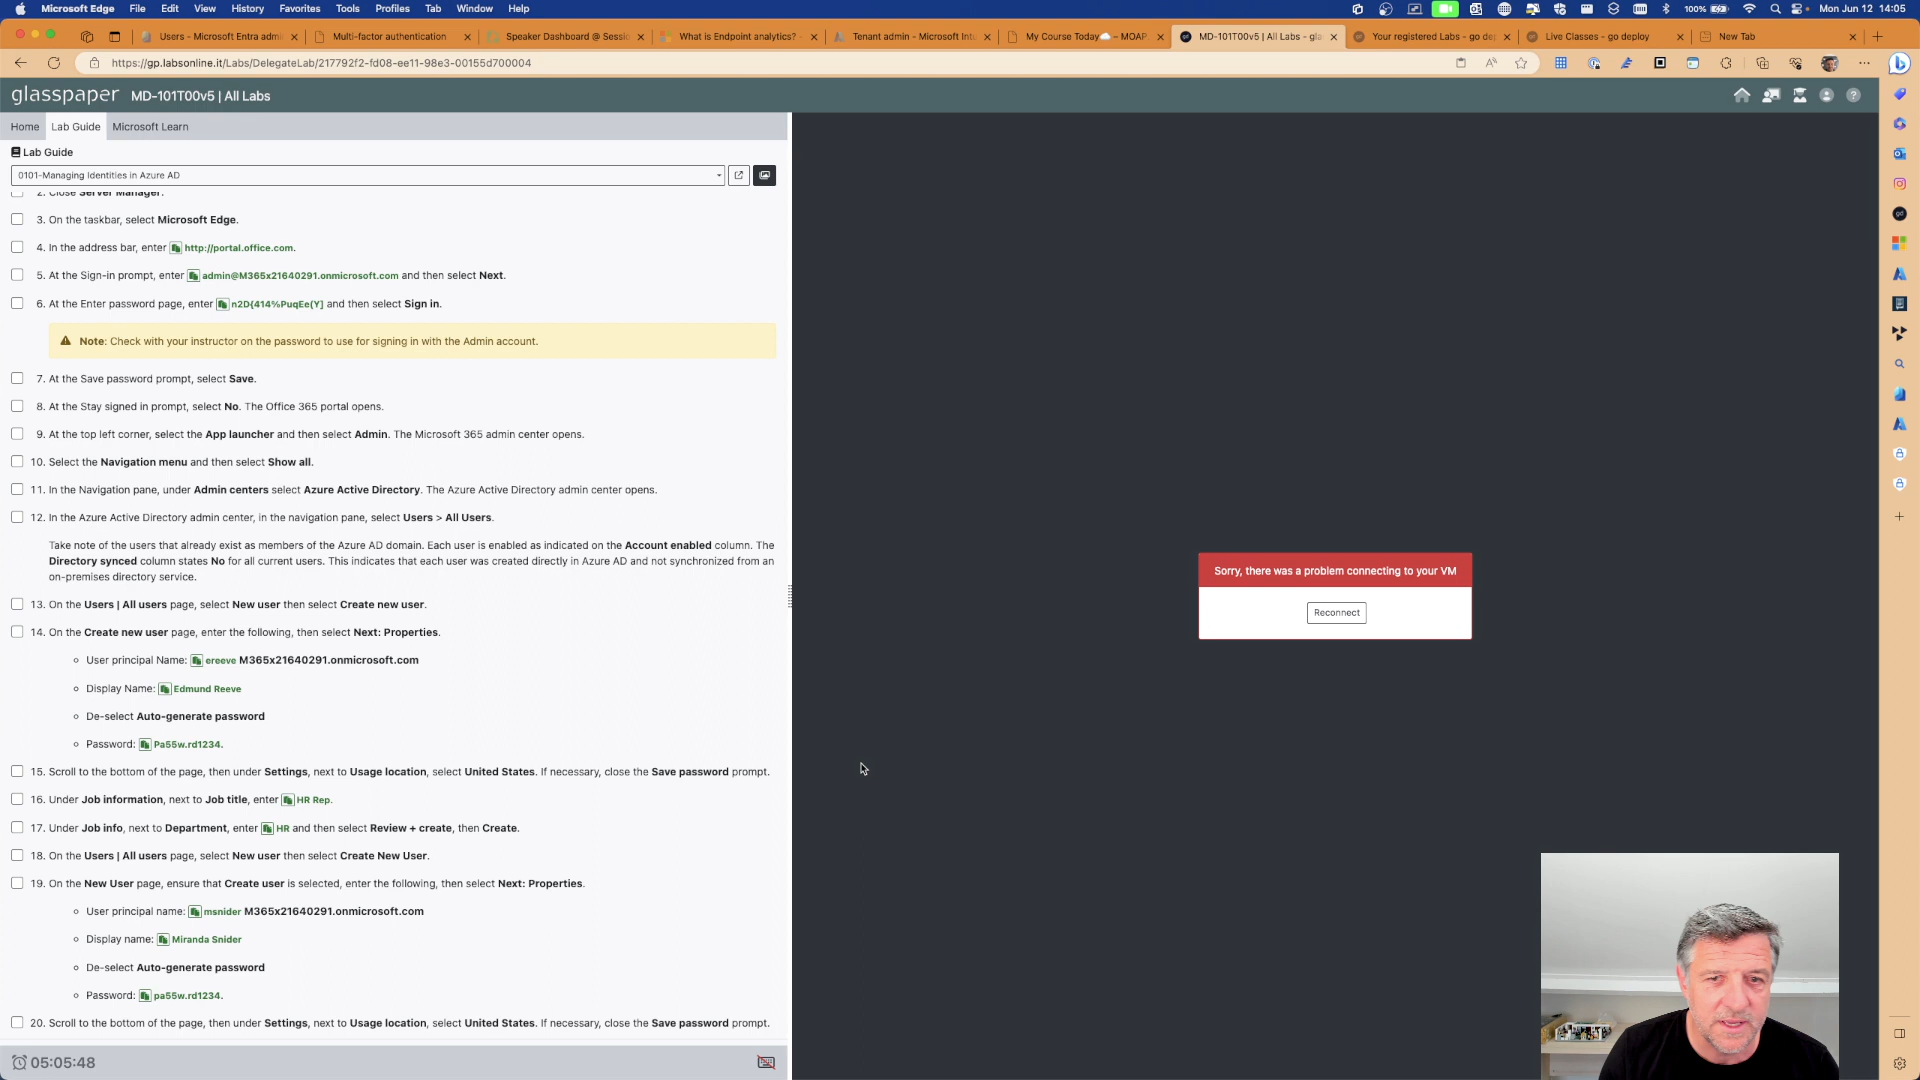 Microsoft Edge File Edit View History Favorites Tools Profiles Tab Window Help 100% Mon Jun 12 14:05
Users - Microsoft Entra admi Multi-factor authentication Speaker Dashboard @ Sessio What is Endpoint analytics? - Tenant admin - Microsoft Intu My Course Today – MOAP MD-101T00v5 | All Labs - gla Your registered Labs - go de Live Classes - go deploy New Tab
https://gp.labsonline.it/Labs/DelegateLab/217792f2-fd08-ee11-98e3-00155d700004
glasspaper MD-101T00v5 | All Labs
Home Lab Guide Microsoft Learn
Lab Guide
0101-Managing Identities in Azure AD
2. Close Server Manager.
3. On the taskbar, select Microsoft Edge.
4. In the address bar, enter http://portal.office.com.
5. At the Sign-in prompt, enter admin@M365x21640291.onmicrosoft.com and then select Next.
6. At the Enter password page, enter n2D{414%PuqEe(Y] and then select Sign in.
Note: Check with your instructor on the password to use for signing in with the Admin account.
7. At the Save password prompt, select Save.
8. At the Stay signed in prompt, select No. The Office 365 portal opens.
9. At the top left corner, select the App launcher and then select Admin. The Microsoft 365 admin center opens.
10. Select the Navigation menu and then select Show all.
11. In the Navigation pane, under Admin centers select Azure Active Directory. The Azure Active Directory admin center opens.
12. In the Azure Active Directory admin center, in the navigation pane, select Users > All Users.
Take note of the users that already exist as members of the Azure AD domain. Each user is enabled as indicated on the Account enabled column. The
Directory synced column states No for all current users. This indicates that each user was created directly in Azure AD and not synchronized from an
on-premises directory service.
13. On the Users | All users page, select New user then select Create new user.
14. On the Create new user page, enter the following, then select Next: Properties.
User principal Name: ereeve M365x21640291.onmicrosoft.com
Display Name: Edmund Reeve
De-select Auto-generate password
Password: Pa55w.rd1234.
15. Scroll to the bottom of the page, then under Settings, next to Usage location, select United States. If necessary, close the Save password prompt.
16. Under Job information, next to Job title, enter HR Rep.
17. Under Job info, next to Department, enter HR and then select Review + create, then Create.
18. On the Users | All users page, select New user then select Create New User.
19. On the New User page, ensure that Create user is selected, enter the following, then select Next: Properties.
User principal name: msnider M365x21640291.onmicrosoft.com
Display name: Miranda Snider
De-select Auto-generate password
Password: pa55w.rd1234.
20. Scroll to the bottom of the page, then under Settings, next to Usage location, select United States. If necessary, close the Save password prompt.
05:05:48
Sorry, there was a problem connecting to your VM
Reconnect